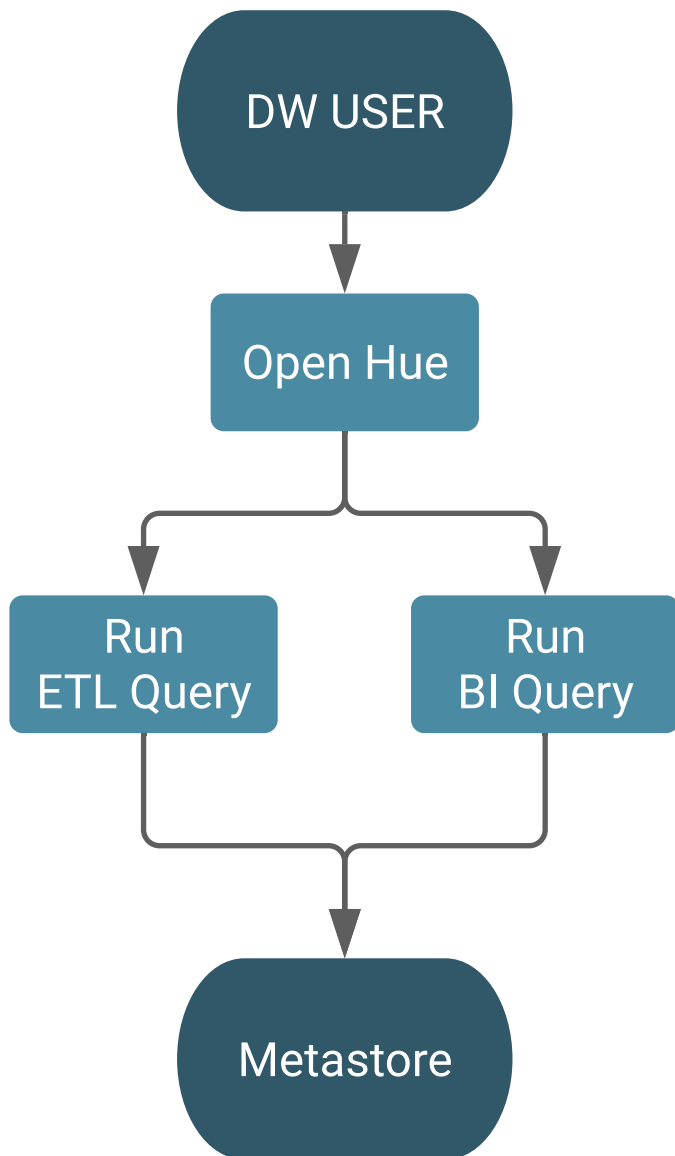 DW USER
Open Hue
Run
ETL Query
Run
BI Query
Metastore